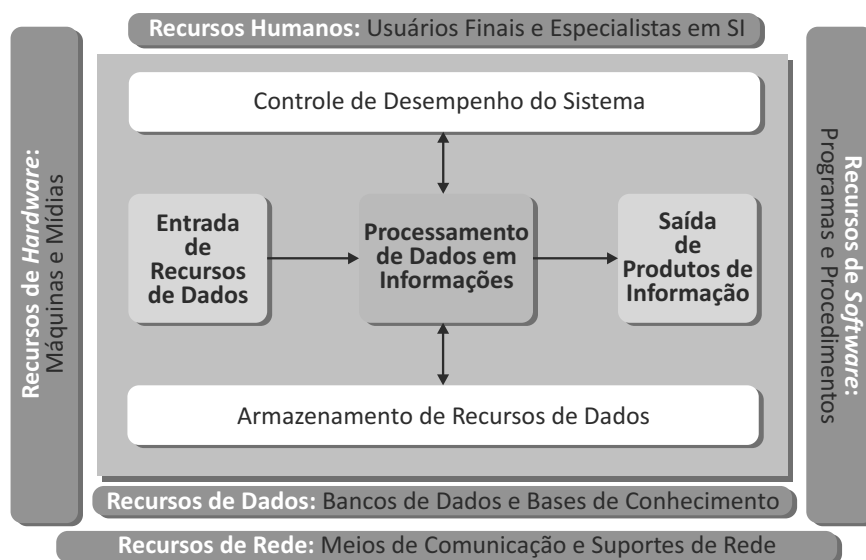 Recursos Humanos: Usuários Finais e Especialistas em SI
Recursos de Hardware:
Máquinas e Mídias
Controle de Desempenho do Sistema
Entrada
de
Recursos
de Dados
Processamento
de Dados em
Informações
Saída
de
Produtos de
Informação
Armazenamento de Recursos de Dados
Recursos de Software:
Programas e Procedimentos
Recursos de Dados: Bancos de Dados e Bases de Conhecimento
Recursos de Rede: Meios de Comunicação e Suportes de Rede